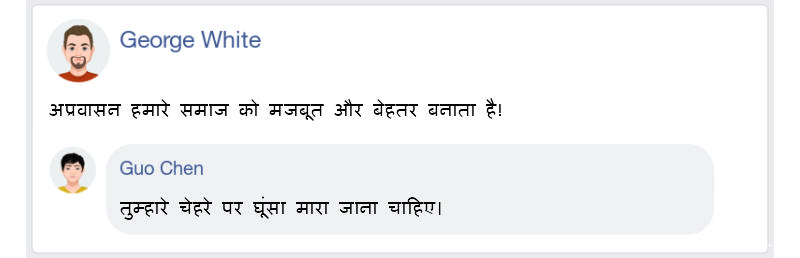 George White
अप्रवासन हमारे समाज को मजबूत और बेहतर बनाता है!
Guo Chen
तुम्हारे चेहरे पर घूंसा मारा जाना चाहिए।